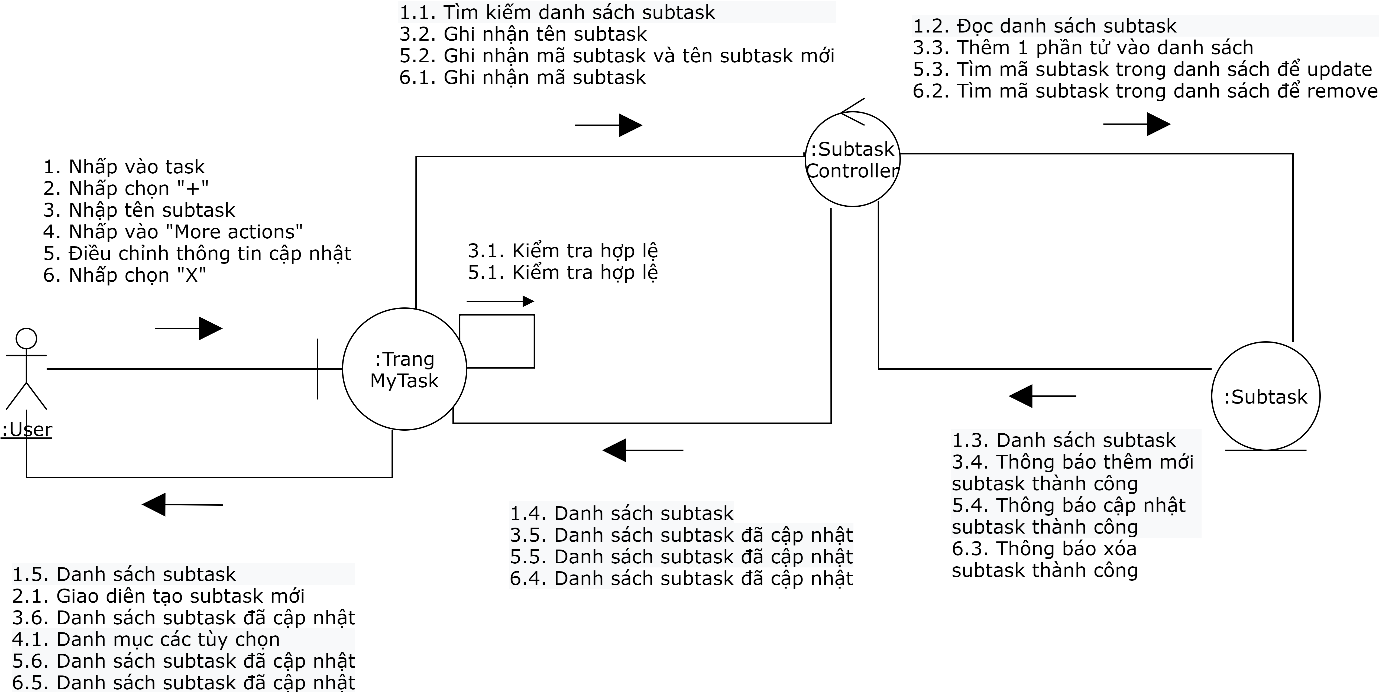 1.1. Tìm kiếm danh sách subtask
3.2. Ghi nhận tên subtask
5.2. Ghi nhận mã subtask và tên subtask mới
6.1. Ghi nhận mã subtask
1.2. Đọc danh sách subtask
3.3. Thêm 1 phần tử vào danh sách
5.3. Tìm mã subtask trong danh sách để update
6.2. Tìm mã subtask trong danh sách để remove
1. Nhấp vào task
2. Nhấp chọn "+"
3. Nhập tên subtask
4. Nhấp vào "More actions"
5. Điều chỉnh thông tin cập nhật
6. Nhấp chọn "X"
:Subtask
Controller
3.1. Kiểm tra hợp lệ
5.1. Kiểm tra hợp lệ
:Trang
MyTask
:User
:Subtask
1.3. Danh sách subtask
3.4. Thông báo thêm mới
subtask thành công
5.4. Thông báo cập nhật
subtask thành công
6.3. Thông báo xóa
subtask thành công
1.4. Danh sách subtask
3.5. Danh sách subtask đã cập nhật
5.5. Danh sách subtask đã cập nhật
6.4. Danh sách subtask đã cập nhật
1.5. Danh sách subtask
2.1. Giao diên tạo subtask mới
3.6. Danh sách subtask đã cập nhật
4.1. Danh mục các tùy chọn
5.6. Danh sách subtask đã cập nhật
6.5. Danh sách subtask đã cập nhật